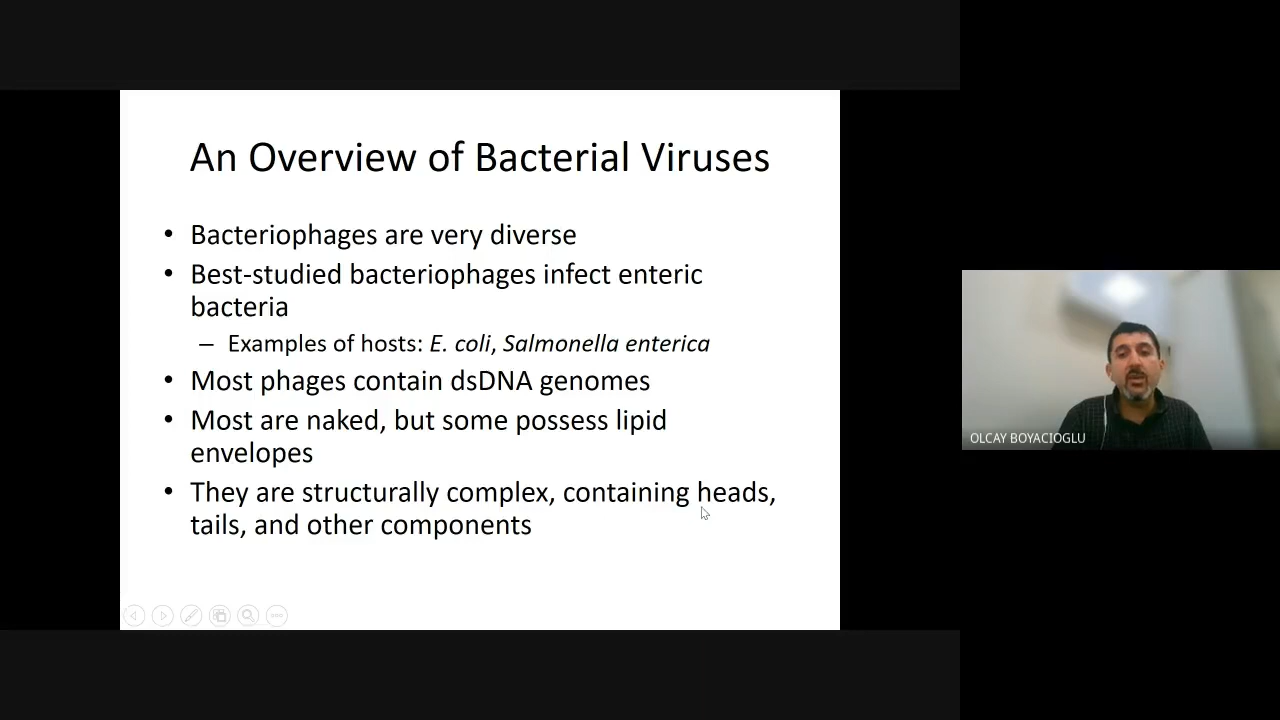 An Overview of Bacterial Viruses
• Bacteriophages are very diverse
• Best-studied bacteriophages infect enteric
bacteria
– Examples of hosts: E. coli, Salmonella enterica
• Most phages contain dsDNA genomes
• Most are naked, but some possess lipid
envelopes
• They are structurally complex, containing heads,
tails, and other components
OLCAY BOYACIOGLU